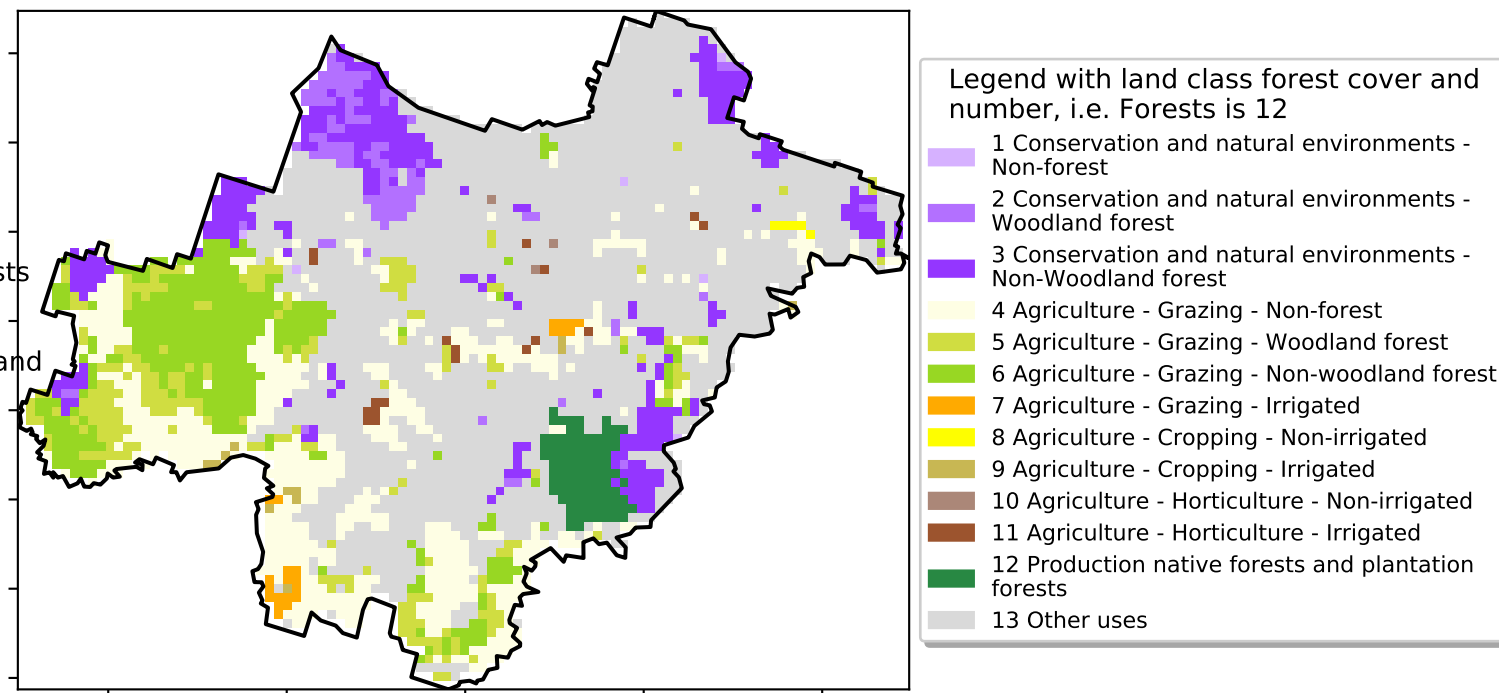 sts
and
Legend with land class forest cover and
number, i.e. Forests is 12
1 Conservation and natural environments -
Non-forest
2 Conservation and natural environments -
Woodland forest
3 Conservation and natural environments -
Non-Woodland forest
4 Agriculture - Grazing - Non-forest
5 Agriculture - Grazing - Woodland forest
6 Agriculture - Grazing - Non-woodland forest
7 Agriculture - Grazing - Irrigated
8 Agriculture - Cropping - Non-irrigated
9 Agriculture - Cropping - Irrigated
10 Agriculture - Horticulture - Non-irrigated
11 Agriculture - Horticulture - Irrigated
12 Production native forests and plantation
forests
13 Other uses